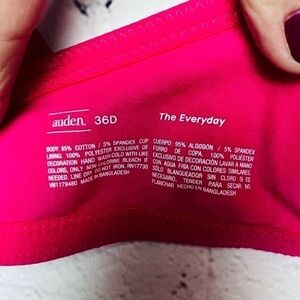 auden. 36D
The Everyday
BODY: 95% COTTON / 5% SPANDEX CUP
LINING: 100% POLYESTER EXCLUSIVE OF
DECORATION HAND WASH COLD WITH LIKE
COLORS, ONLY NON-CHLORINE BLEACH IF
NEEDED. LINE DRY DO NOT IRON. RN17730
VN1179480 MADE IN BANGLADESH
CUERPO: 95% ALGODÓN / 5% SPANDEX
FORRO DE COPA: 100% POLIÉSTER
EXCLUSIVO DE DECORACIÓN LAVAR A MANO
CON AGUA FRÍA CON COLORES SIMILARES
SÓLO BLANQUEADOR SIN CLORO SI ES
NECESARIO, TENDER PARA SECAR, NO
PLANCHAR HECHO EN BANGLADESH